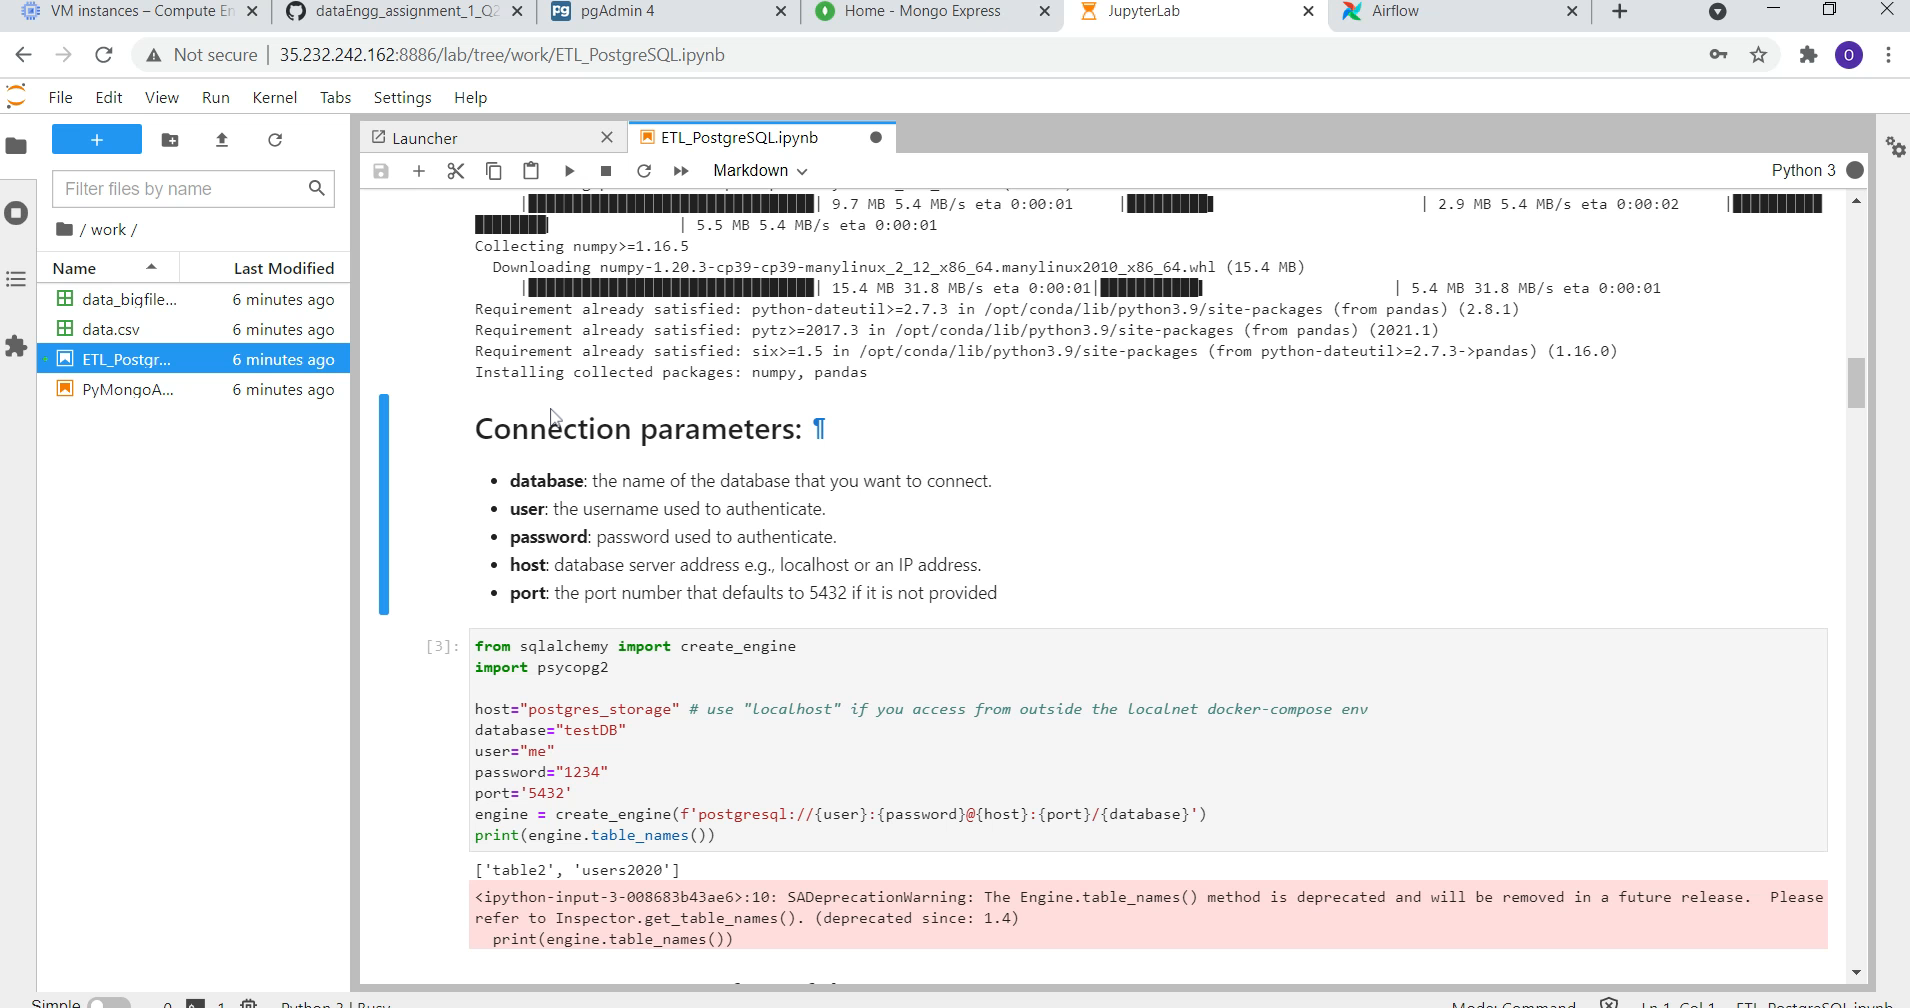 VM instances – Compute En
dataEngg_assignment_1_Q2
pgAdmin 4
Home - Mongo Express
JupyterLab
Airflow
Not secure | 35.232.242.162:8886/lab/tree/work/ETL_PostgreSQL.ipynb
O
File Edit View Run Kernel Tabs Settings Help
+
Filter files by name
/ work /
Name Last Modified
data_bigfile... 6 minutes ago
data.csv 6 minutes ago
ETL_Postgr... 6 minutes ago
PyMongoA... 6 minutes ago
Launcher
ETL_PostgreSQL.ipynb
Markdown
Python 3
| 9.7 MB 5.4 MB/s eta 0:00:01 | | 2.9 MB 5.4 MB/s eta 0:00:02 |
| 5.5 MB 5.4 MB/s eta 0:00:01
Collecting numpy>=1.16.5
Downloading numpy-1.20.3-cp39-cp39-manylinux_2_12_x86_64.manylinux2010_x86_64.whl (15.4 MB)
| 15.4 MB 31.8 MB/s eta 0:00:01| | 5.4 MB 31.8 MB/s eta 0:00:01
Requirement already satisfied: python-dateutil>=2.7.3 in /opt/conda/lib/python3.9/site-packages (from pandas) (2.8.1)
Requirement already satisfied: pytz>=2017.3 in /opt/conda/lib/python3.9/site-packages (from pandas) (2021.1)
Requirement already satisfied: six>=1.5 in /opt/conda/lib/python3.9/site-packages (from python-dateutil>=2.7.3->pandas) (1.16.0)
Installing collected packages: numpy, pandas
Connection parameters: ¶
• database: the name of the database that you want to connect.
• user: the username used to authenticate.
• password: password used to authenticate.
• host: database server address e.g., localhost or an IP address.
• port: the port number that defaults to 5432 if it is not provided
[3]: from sqlalchemy import create_engine
import psycopg2
host="postgres_storage" # use "localhost" if you access from outside the localnet docker-compose env
database="testDB"
user="me"
password="1234"
port='5432'
engine = create_engine(f'postgresql://{user}:{password}@{host}:{port}/{database}')
print(engine.table_names())
['table2', 'users2020']
<ipython-input-3-008683b43ae6>:10: SADeprecationWarning: The Engine.table_names() method is deprecated and will be removed in a future release. Please
refer to Inspector.get_table_names(). (deprecated since: 1.4)
print(engine.table_names())
Simple 0 1 Python 3 | Busy Mode: Command Ln 1, Col 1 ETL_PostgreSQL.ipynb